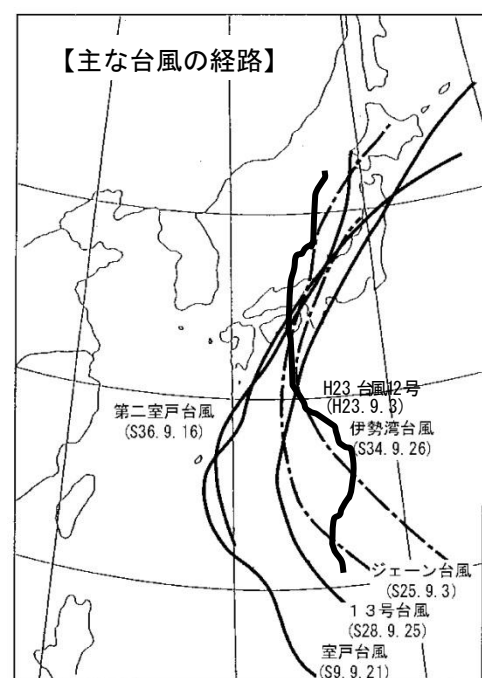 【主な台風の経路】
H23.台風12号
(H23.9.3)
第二室戸台風
(S36.9.16)
伊勢湾台風
(S34.9.26)
ジェーン台風
(S25.9.3)
１３号台風
(S28.9.25)
室戸台風
(S9.9.21)